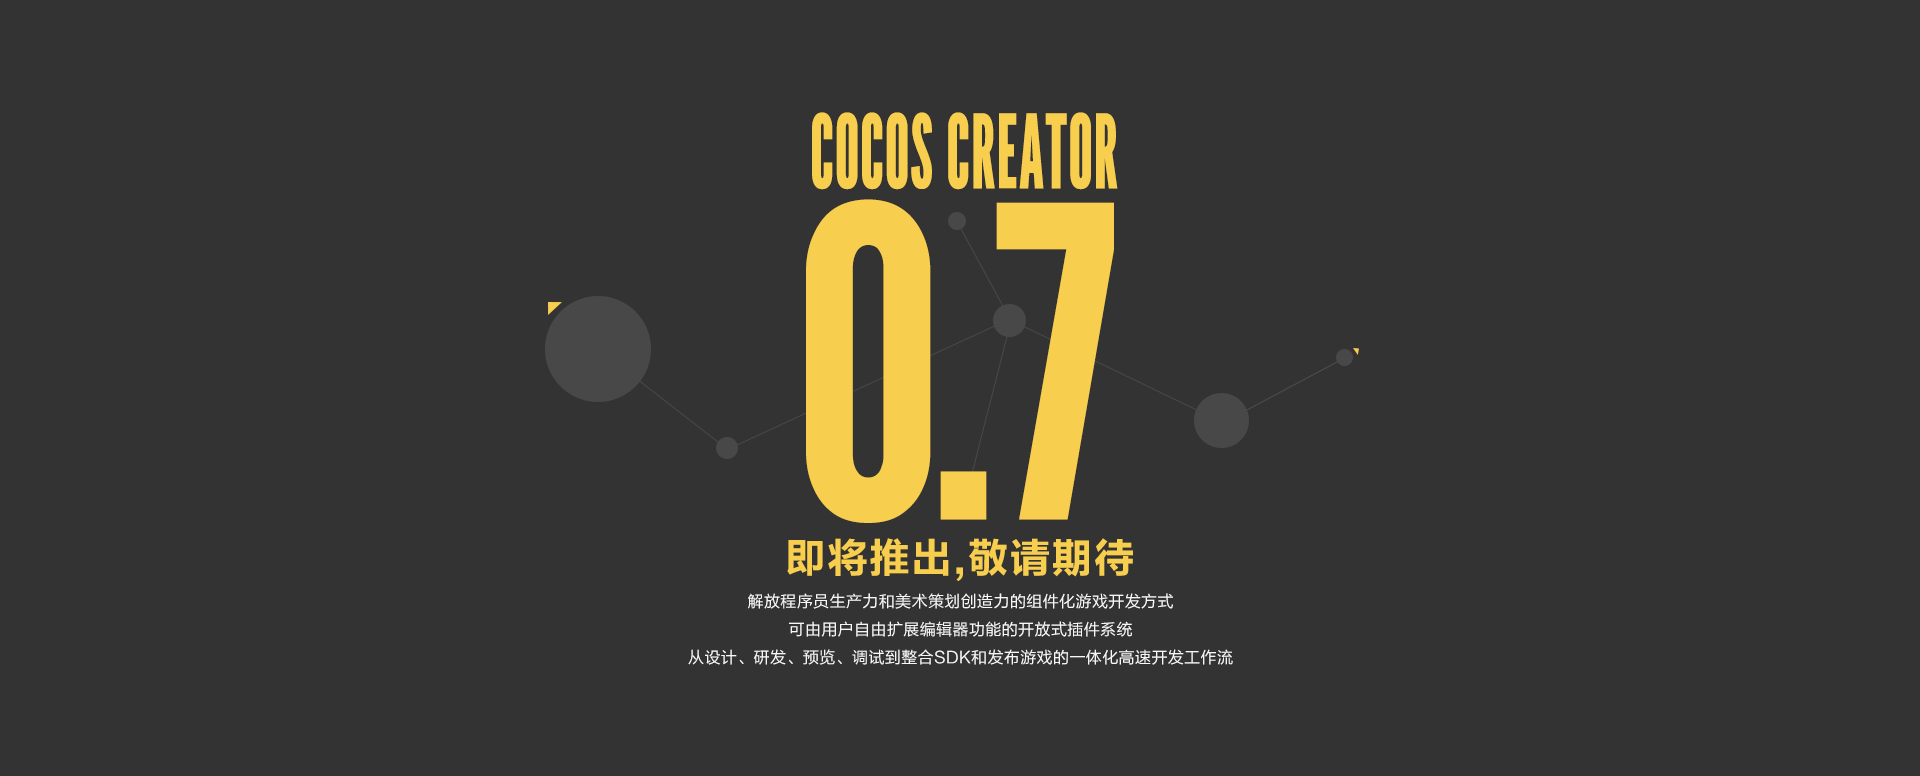 COCOS CREATOR
0.7
即将推出,敬请期待
解放程序员生产力和美术策划创造力的组件化游戏开发方式
可由用户自由扩展编辑器功能的开放式插件系统
从设计、研发、预览、调试到整合SDK和发布游戏的一体化高速开发工作流